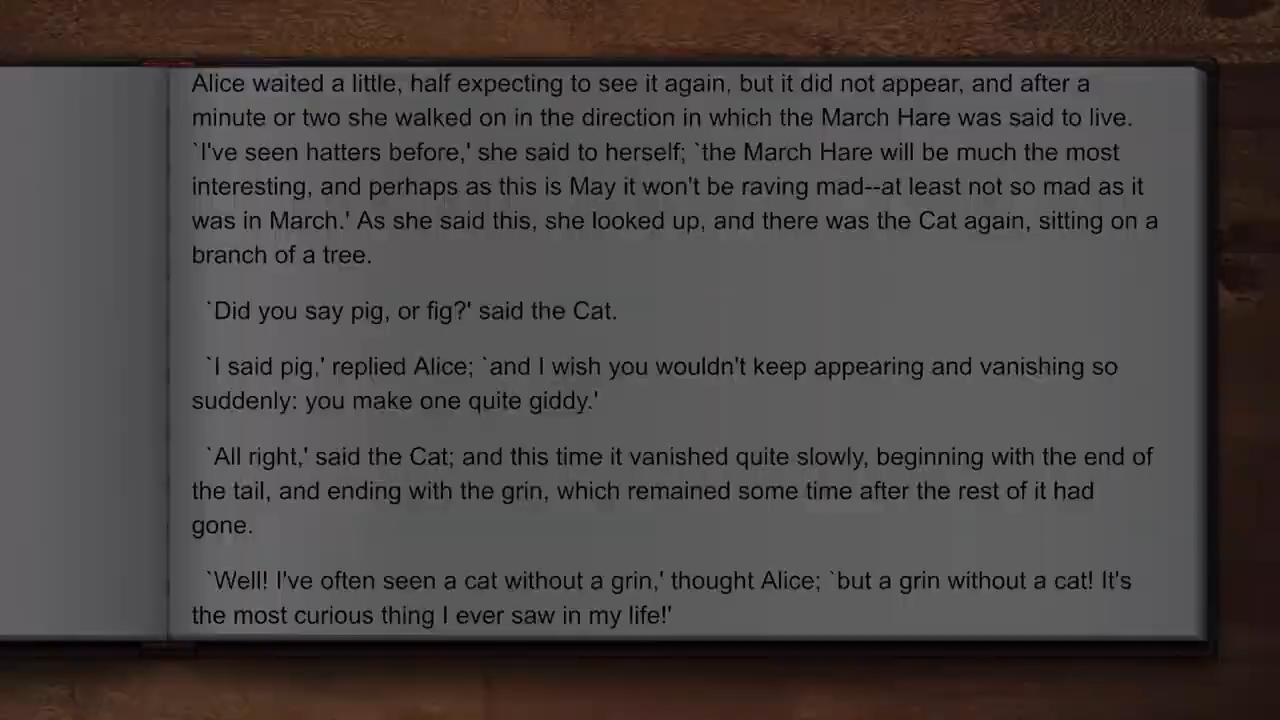 Alice waited a little, half expecting to see it again, but it did not appear, and after a
minute or two she walked on in the direction in which the March Hare was said to live.
`I've seen hatters before,' she said to herself; `the March Hare will be much the most
interesting, and perhaps as this is May it won't be raving mad--at least not so mad as it
was in March.' As she said this, she looked up, and there was the Cat again, sitting on a
branch of a tree.
`Did you say pig, or fig?' said the Cat.
`I said pig,' replied Alice; `and I wish you wouldn't keep appearing and vanishing so
suddenly: you make one quite giddy.'
`All right,' said the Cat; and this time it vanished quite slowly, beginning with the end of
the tail, and ending with the grin, which remained some time after the rest of it had
gone.
`Well! I've often seen a cat without a grin,' thought Alice; `but a grin without a cat! It's
the most curious thing I ever saw in my life!'